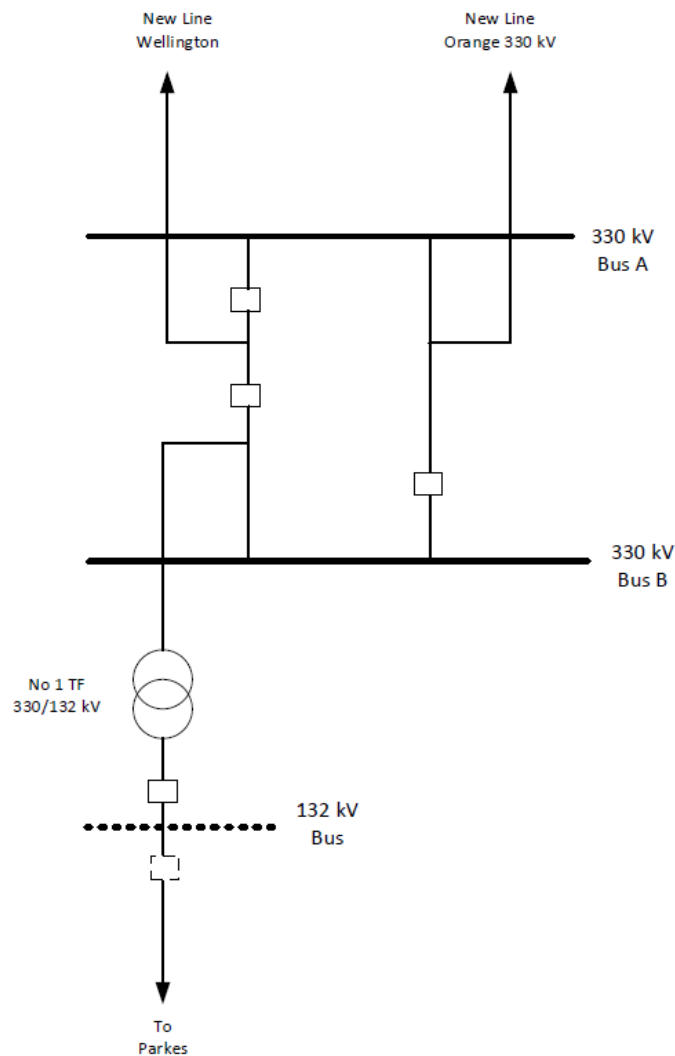 New Line
Wellington
New Line
Orange 330 kV
330 kV
Bus A
330 kV
Bus B
No 1 TF
330/132 kV
132 kV
Bus
To
Parkes